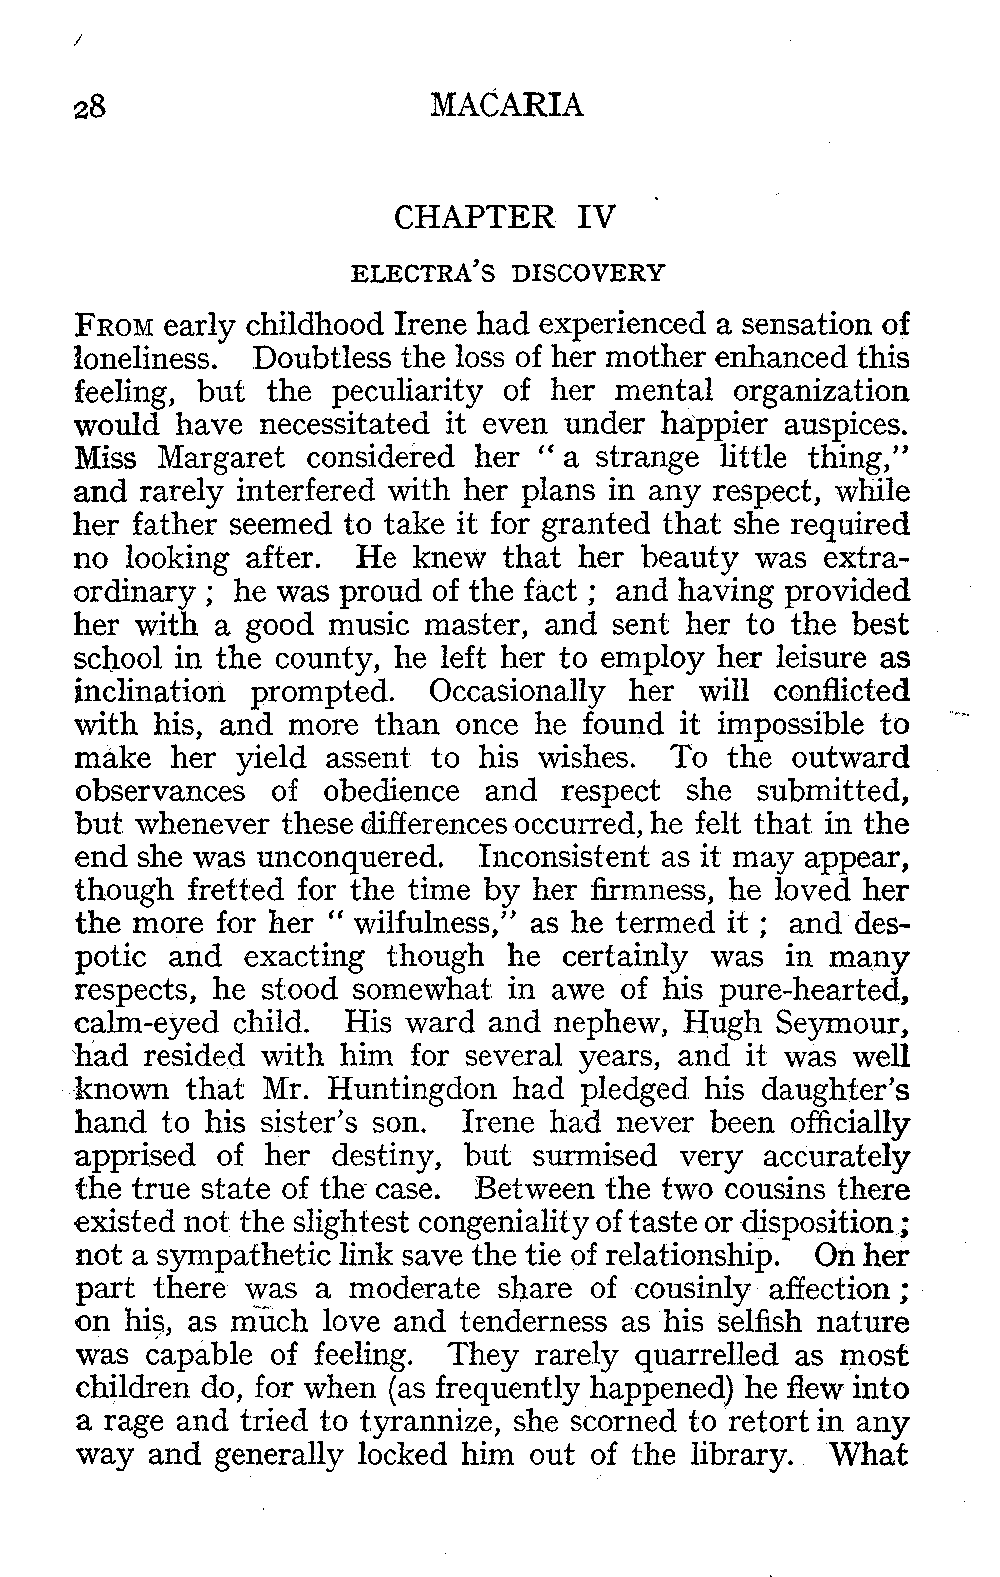 28 MACARIA
CHAPTER IV
ELECTRA'S DISCOVERY
FROM early childhood Irene had experienced a sensation of
loneliness. Doubtless the loss of her mother enhanced this
feeling, but the peculiarity of her mental organization
would have necessitated it even under happier auspices.
Miss Margaret considered her " a strange little thing,"
and rarely interfered with her plans in any respect, while
her father seemed to take it for granted that she required
no looking after. He knew that her beauty was extra-
ordinary ; he was proud of the fact ; and having provided
her with a good music master, and sent her to the best
school in the county, he left her to employ her leisure as
inclination prompted. Occasionally her will conflicted
with his, and more than once he found it impossible to
make her yield assent to his wishes. To the outward
observances of obedience and respect she submitted,
but whenever these differences occurred, he felt that in the
end she was unconquered. Inconsistent as it may appear,
though fretted for the time by her firmness, he loved her
the more for her " wilfulness," as he termed it ; and des-
potic and exacting though he certainly was in many
respects, he stood somewhat in awe of his pure-hearted,
calm-eyed child. His ward and nephew, Hugh Seymour,
had resided with him for several years, and it was well
known that Mr. Huntingdon had pledged his daughter's
hand to his sister's son. Irene had never been officially
apprised of her destiny, but surmised very accurately
the true state of the case. Between the two cousins there
existed not the slightest congeniality of taste or disposition ;
not a sympathetic link save the tie of relationship. On her
part there was a moderate share of cousinly affection ;
on his, as much love and tenderness as his selfish nature
was capable of feeling. They rarely quarrelled as most
children do, for when (as frequently happened) he flew into
a rage and tried to tyrannize, she scorned to retort in any
way and generally locked him out of the library. What